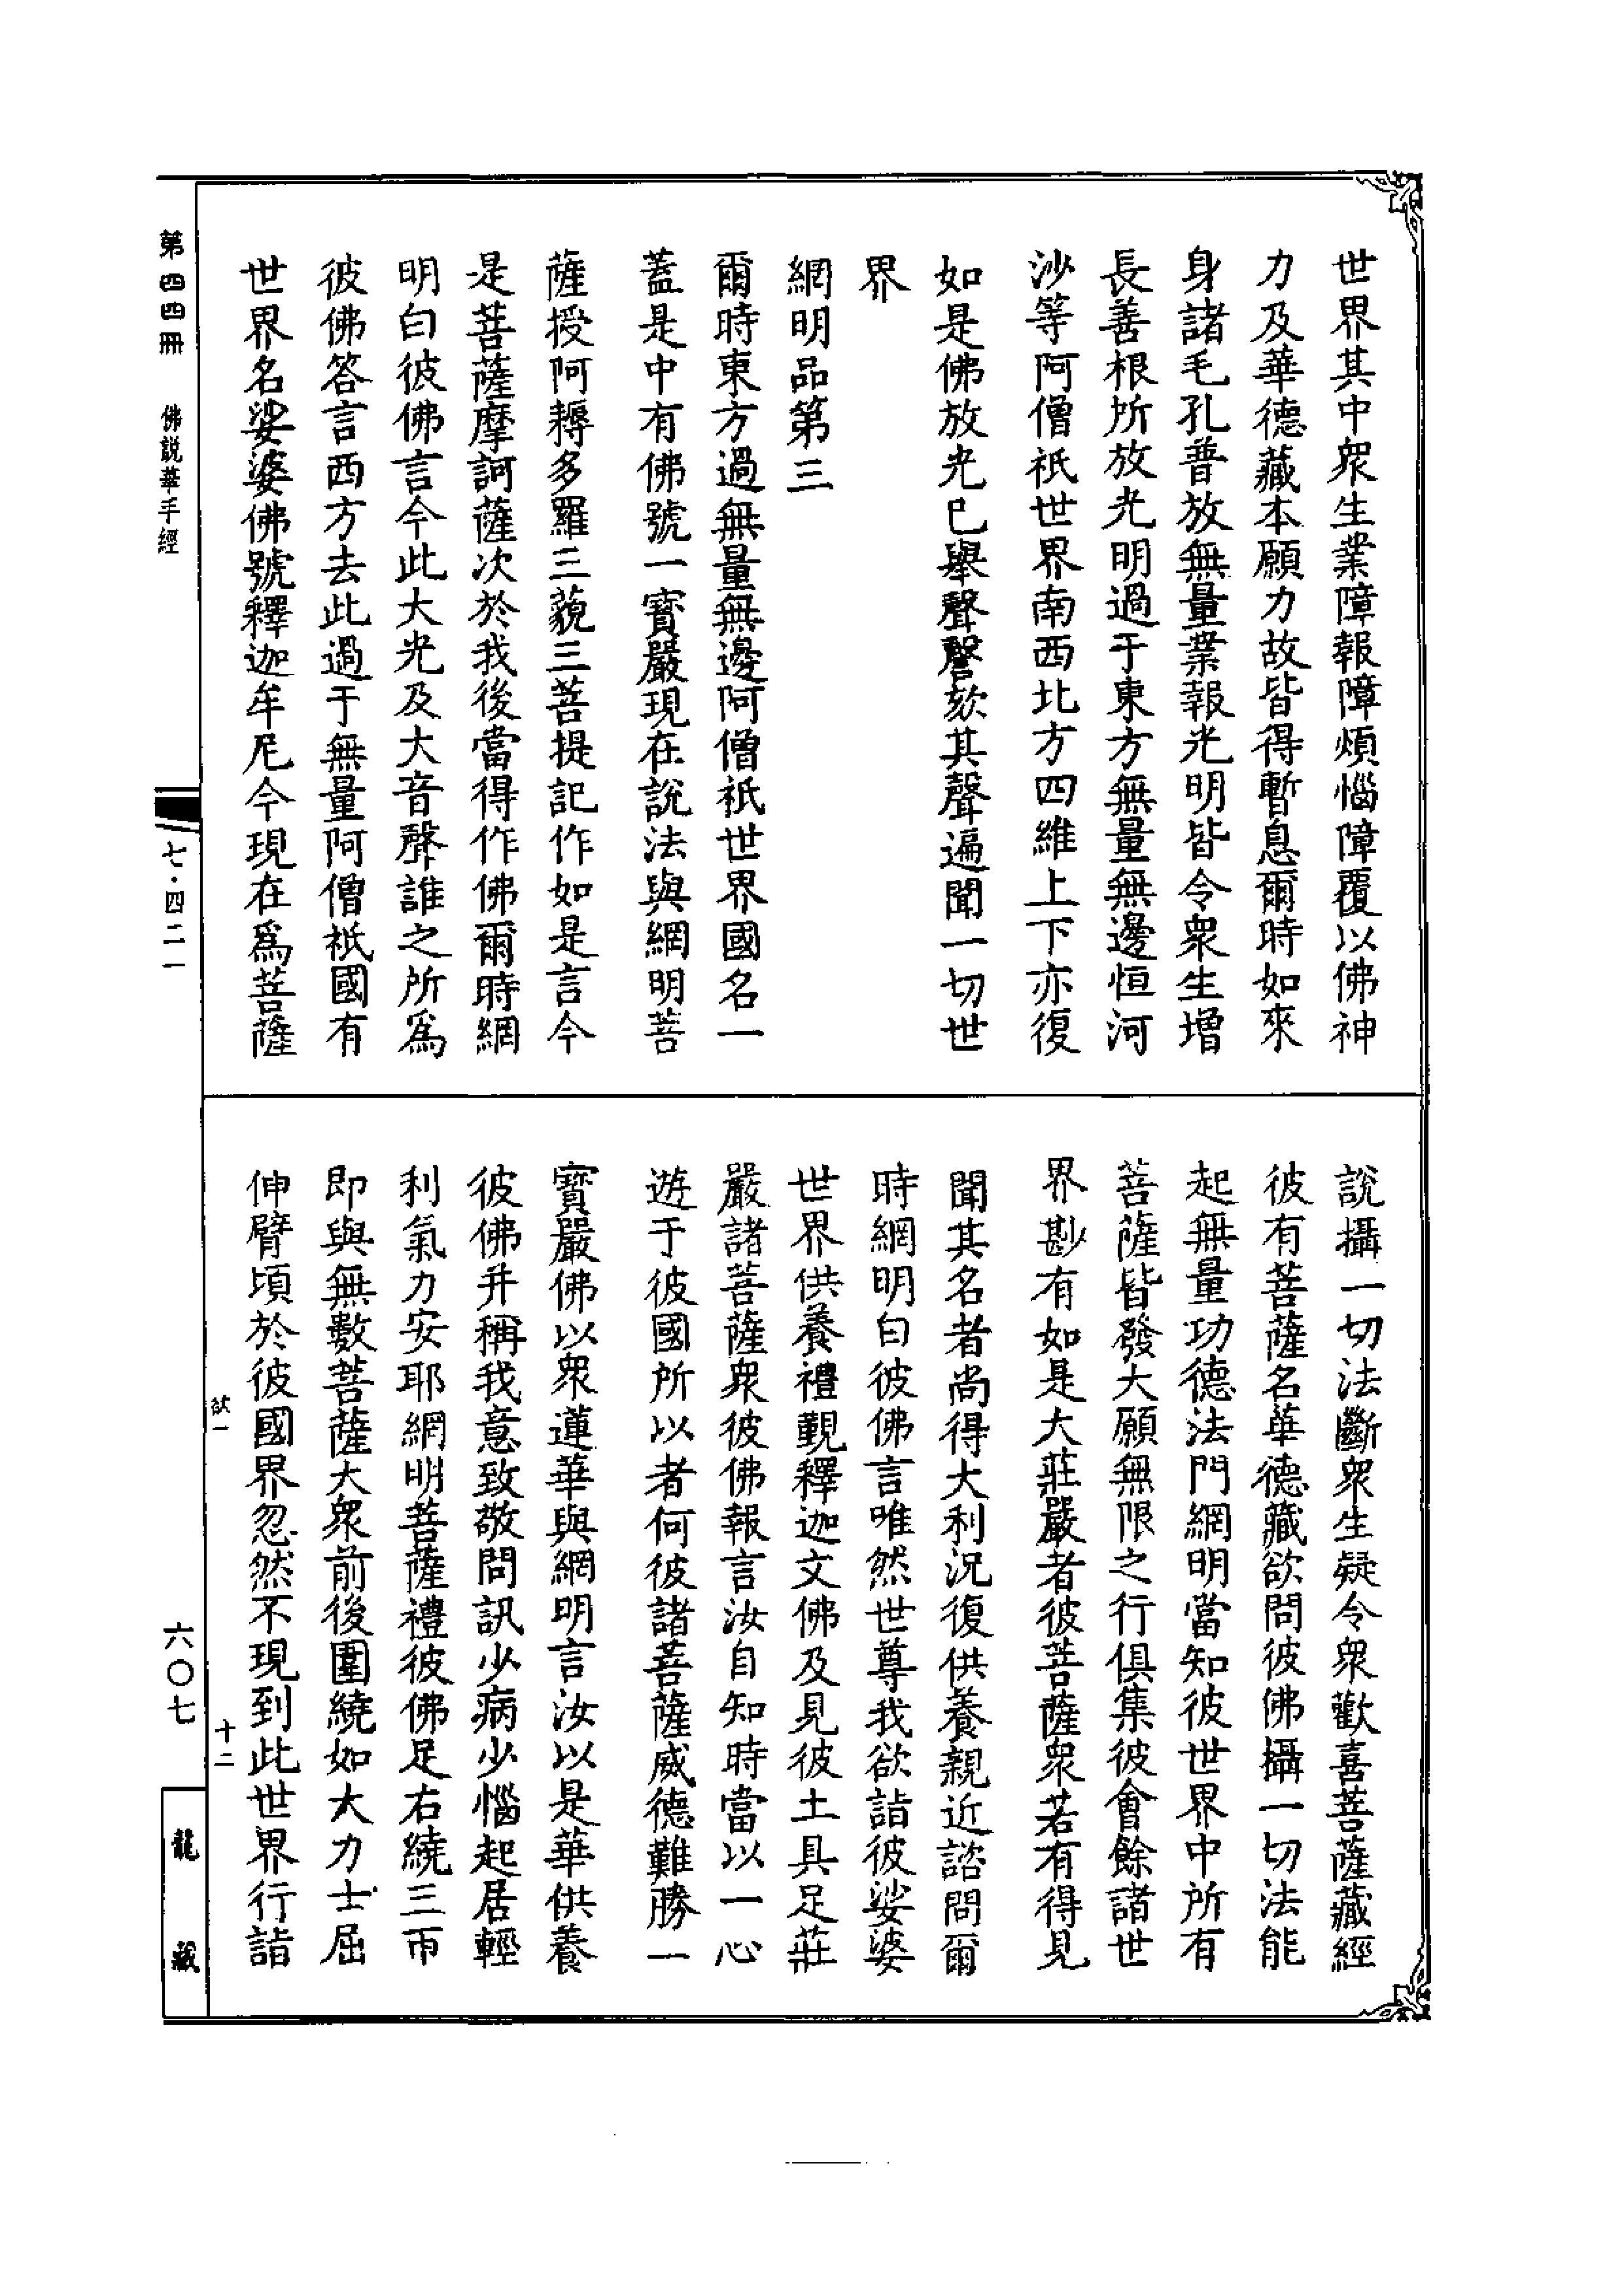 世界其中衆生業障報障煩惱障覆以佛神
力及華德藏本願力故皆得暫息爾時如來
身諸毛孔普放無量業報光明皆令衆生增
長善根所放光明過于東方無量無邊恒河
沙等阿僧祇世界南西北方四維上下亦復
如是佛放光已舉聲謦欬其聲遍聞一切世
界
網明品第三
爾時東方過無量無邊阿僧祇世界國名一
蓋是中有佛號一寶嚴現在說法與網明菩
薩授阿耨多羅三藐三菩提記作如是言今
是菩薩摩訶薩次於我後當得作佛爾時網
明白彼佛言今此大光及大音聲誰之所爲
彼佛答言西方去此過于無量阿僧祇國有
世界名娑婆佛號釋迦牟尼今現在爲菩薩
說攝一切法斷衆生疑令衆歡喜菩薩藏經
彼有菩薩名華德藏欲問彼佛攝一切法能
起無量功德法門網明當知彼世界中所有
菩薩皆發大願無限之行俱集彼會餘諸世
界尠有如是大莊嚴者彼菩薩衆若有得見
聞其名者尚得大利況復供養親近諮問爾
時網明白彼佛言唯然世尊我欲詣彼娑婆
世界供養禮覲釋迦文佛及見彼土具足莊
嚴諸菩薩衆彼佛報言汝自知時當以一心
遊于彼國所以者何彼諸菩薩威德難勝一
寶嚴佛以衆蓮華與網明言汝以是華供養
彼佛并稱我意致敬問訊少病少惱起居輕
利氣力安耶網明菩薩禮彼佛足右繞三帀
即與無數菩薩大衆前後圍繞如大力士屈
伸臂頃於彼國界忽然不現到此世界行詣
欲一
十二
第四四冊 佛說華手經
七·四二一
六〇七
龍藏